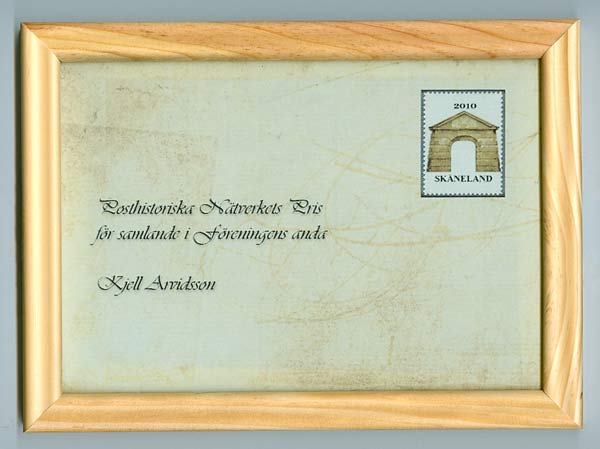 2010
SKÅNELAND
Posthistoriska Nätverkets Pris
för samlande i Föreningens anda
Kjell Arvidsson